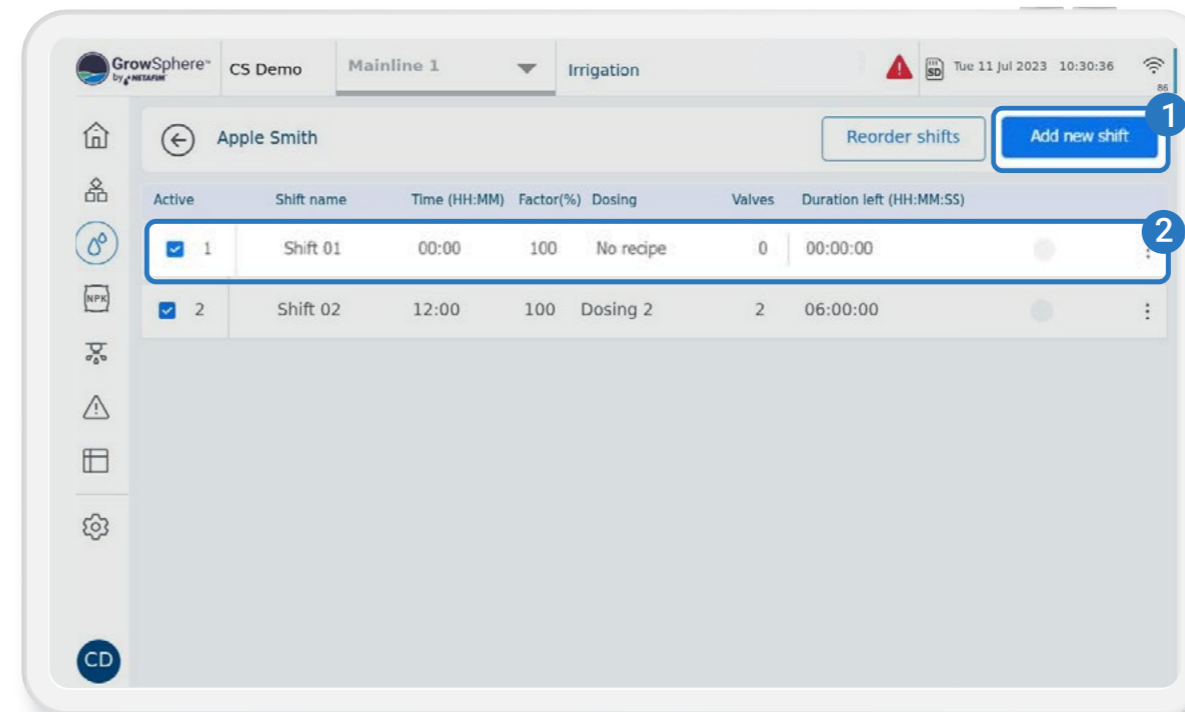 GrowSphere™
by NETAFIM
CS Demo
Mainline 1
Irrigation
SD
Tue 11 Jul 2023 10:30:36
86
1
Apple Smith
Reorder shifts
Add new shift
Active Shift name Time (HH:MM) Factor(%) Dosing Valves Duration left (HH:MM:SS)
2
1 Shift 01 00:00 100 No recipe 0 00:00:00
2 Shift 02 12:00 100 Dosing 2 2 06:00:00
NPK
CD